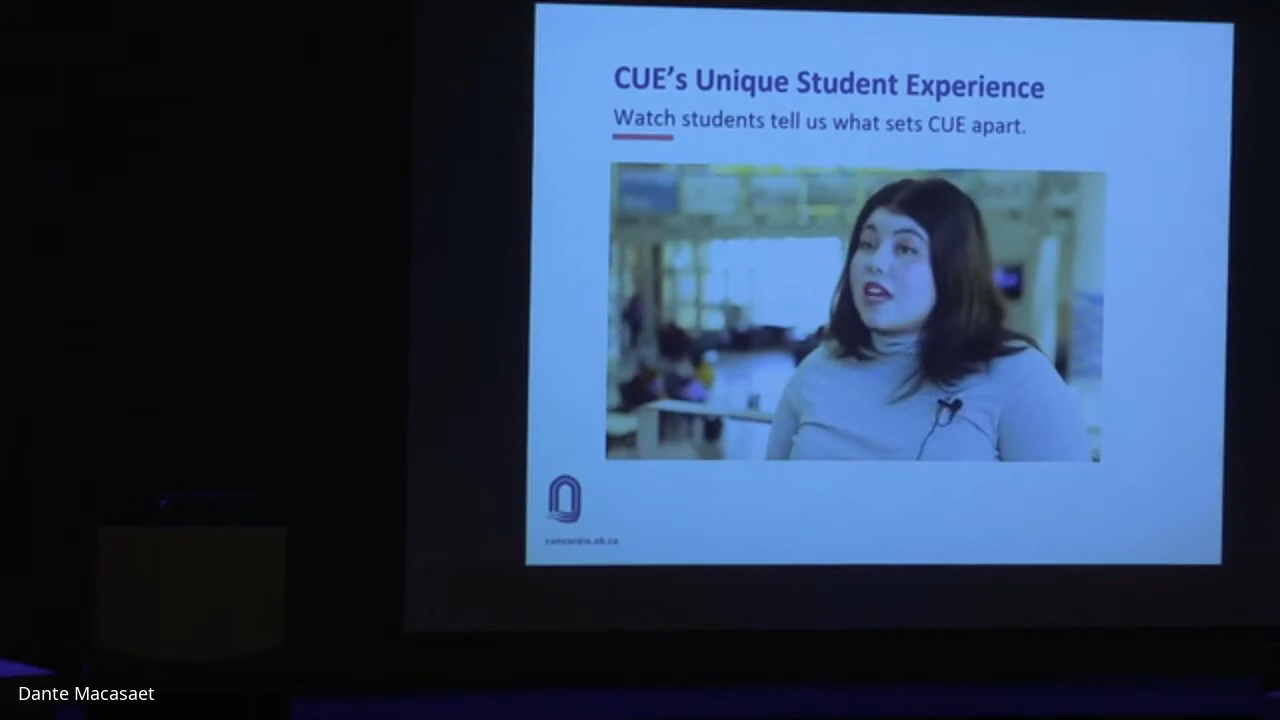 CUE’s Unique Student Experience
Watch students tell us what sets CUE apart.
concordia.ab.ca
Dante Macasaet